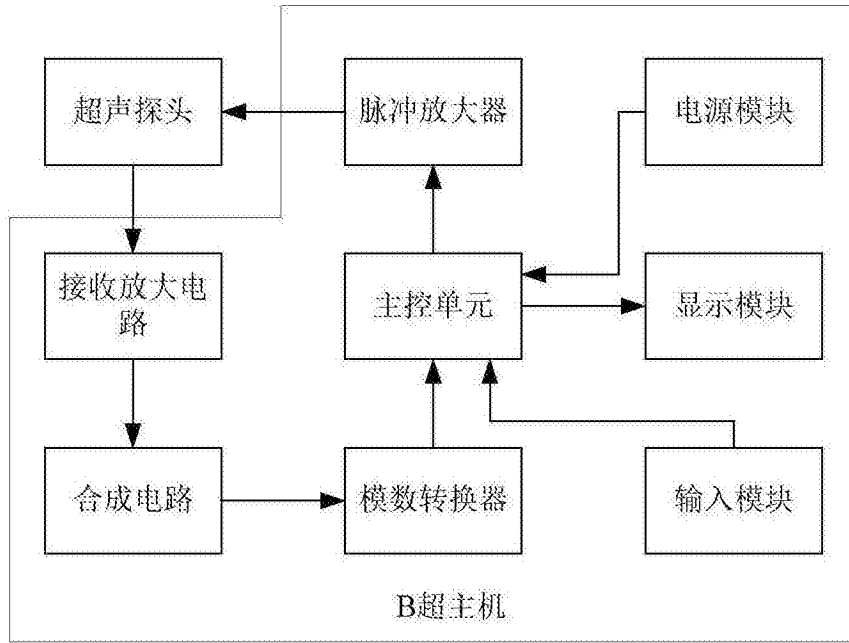 超声探头
脉冲放大器
电源模块
接收放大电
路
主控单元
显示模块
合成电路
模数转换器
输入模块
B超主机